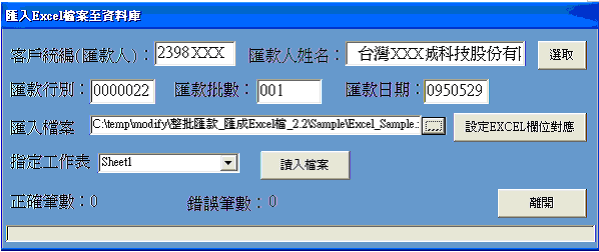 匯入Excel檔案至資料庫
客戶統編(匯款人)：2398XXX 匯款人姓名：台灣XXX城科技股份有限 選取
匯款行別：0000022 匯款批數：001 匯款日期：0950529
匯入檔案 C:\temp\modify\整批匯款_匯成Excel檔_2.2\Sample\Excel_Sample. ... 設定EXCEL欄位對應
指定工作表 Sheet1 讀入檔案
正確筆數：0 錯誤筆數：0 離開